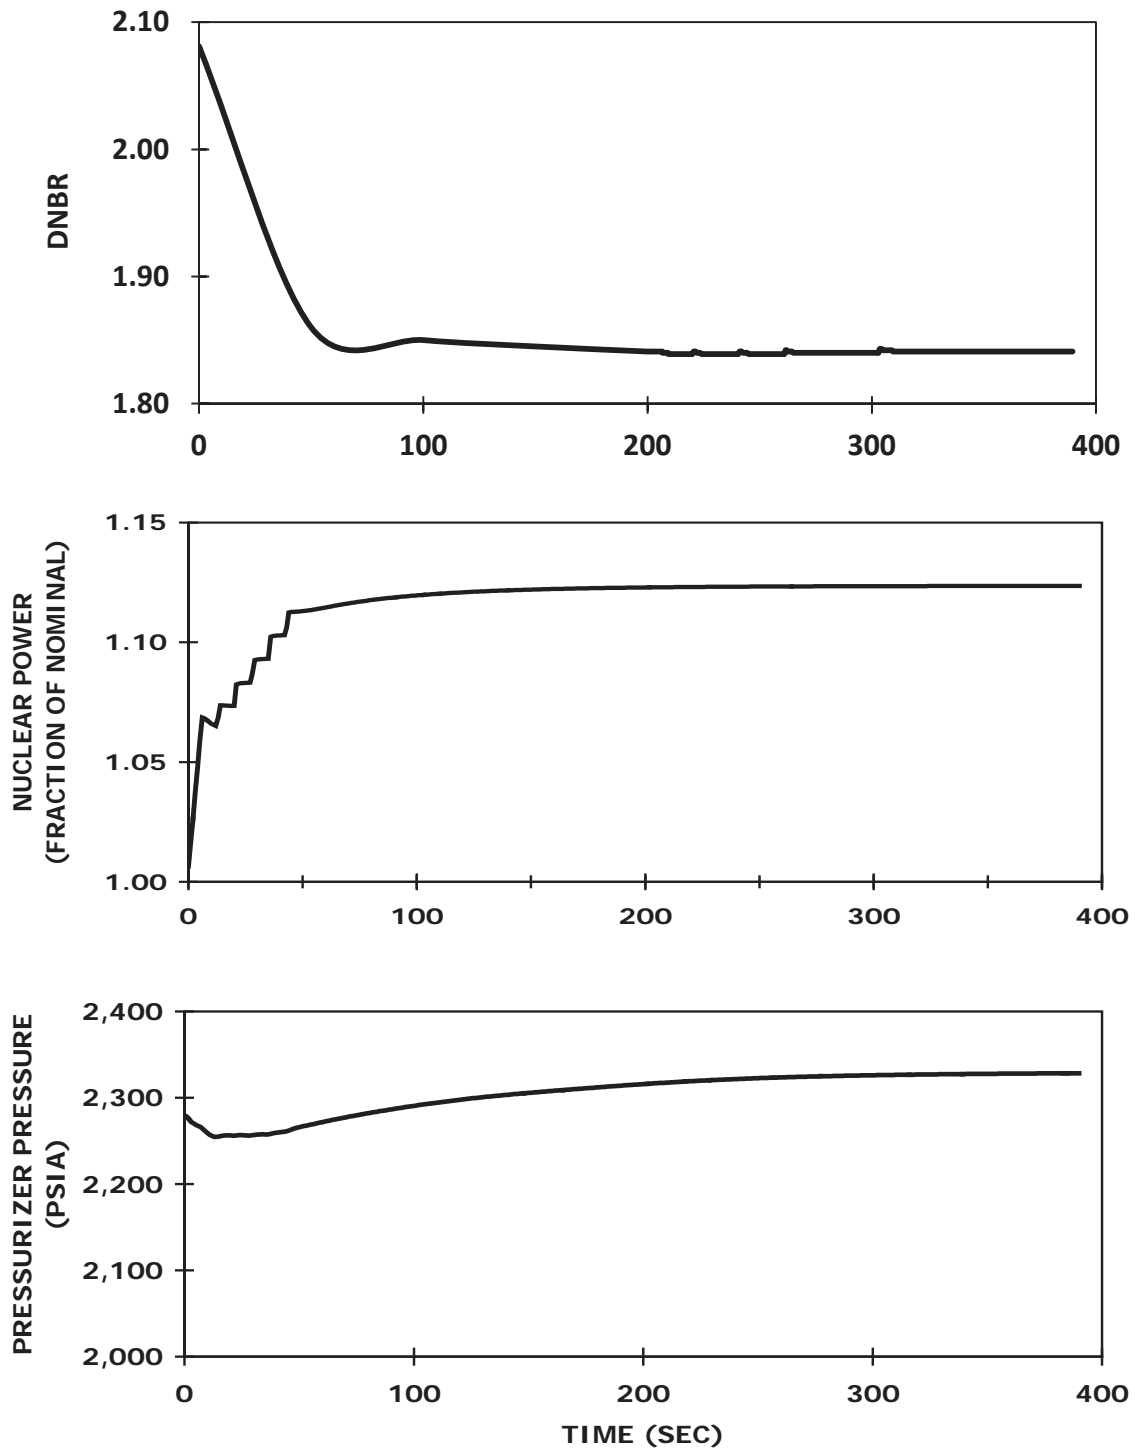 2.10
2.00
1.90
1.80
DNBR
0 100 200 300 400
1.15
1.10
1.05
1.00
NUCLEAR POWER
(FRACTION OF NOMINAL)
0 100 200 300 400
2,400
2,300
2,200
2,100
2,000
PRESSURIZER PRESSURE
(PSIA)
0 100 200 300 400
TIME (SEC)